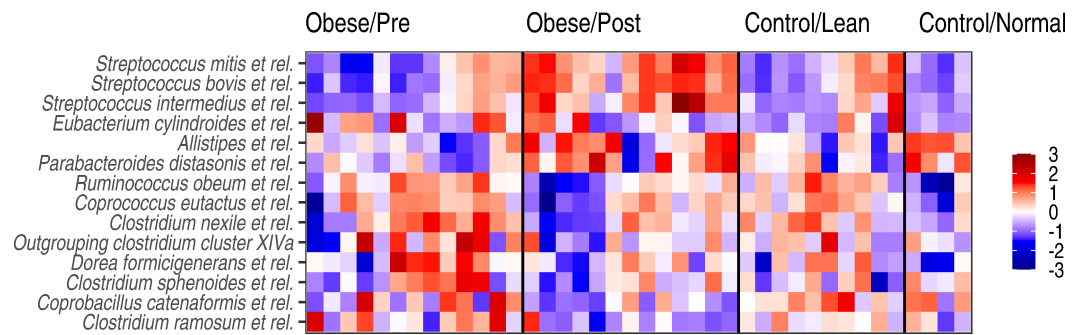 Obese/Pre Obese/Post Control/Lean Control/Normal
Streptococcus mitis et rel.
Streptococcus bovis et rel.
Streptococcus intermedius et rel.
Eubacterium cylindroides et rel.
Allistipes et rel.
Parabacteroides distasonis et rel.
Ruminococcus obeum et rel.
Coprococcus eutactus et rel.
Clostridium nexile et rel.
Outgrouping clostridium cluster XIVa
Dorea formicigenerans et rel.
Clostridium sphenoides et rel.
Coprobacillus catenaformis et rel.
Clostridium ramosum et rel.
3
2
1
0
-1
-2
-3